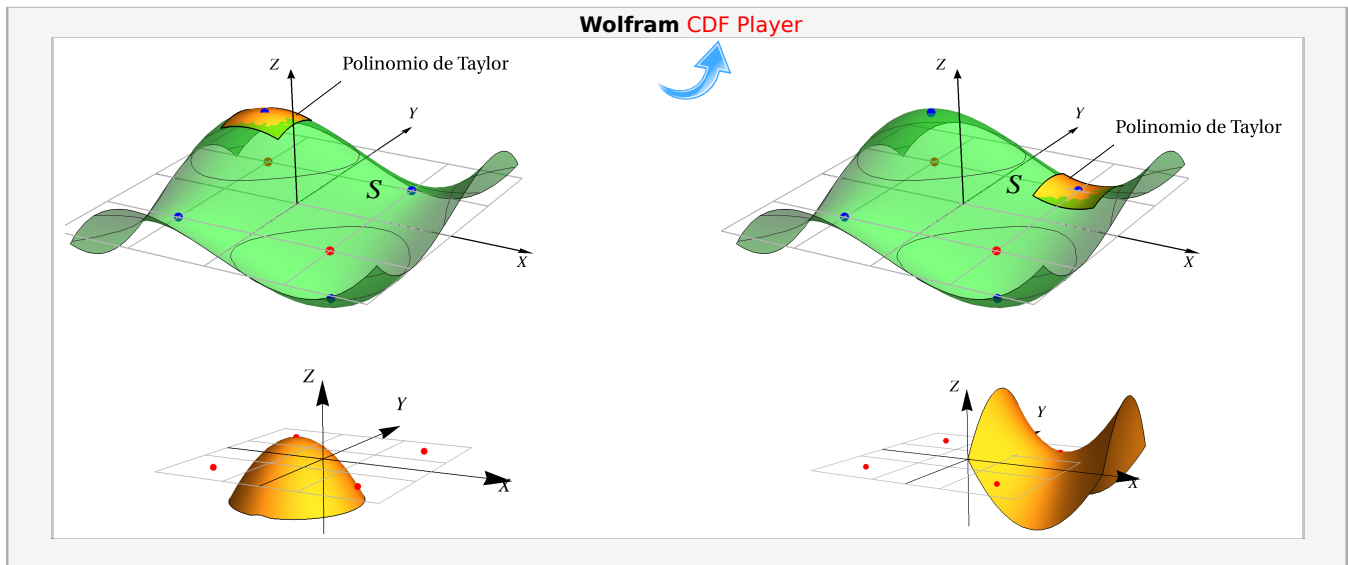 Wolfram CDF Player
Z
Polinomio de Taylor
Y
S
X
Z
Y
Polinomio de Taylor
S
X
Z
Y
X
Z
Y
X